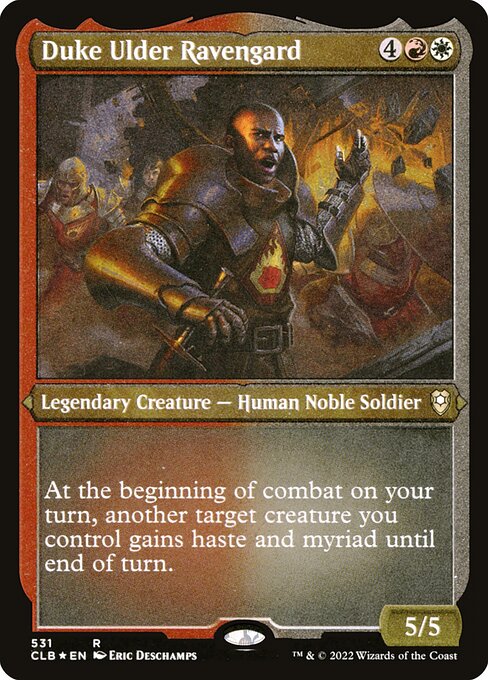 Duke Ulder Ravengard 4
Legendary Creature — Human Noble Soldier
At the beginning of combat on your
turn, another target creature you
control gains haste and myriad until
end of turn.
5/5
531 R
CLB ★ EN Eric Deschamps ™ & © 2022 Wizards of the Coast